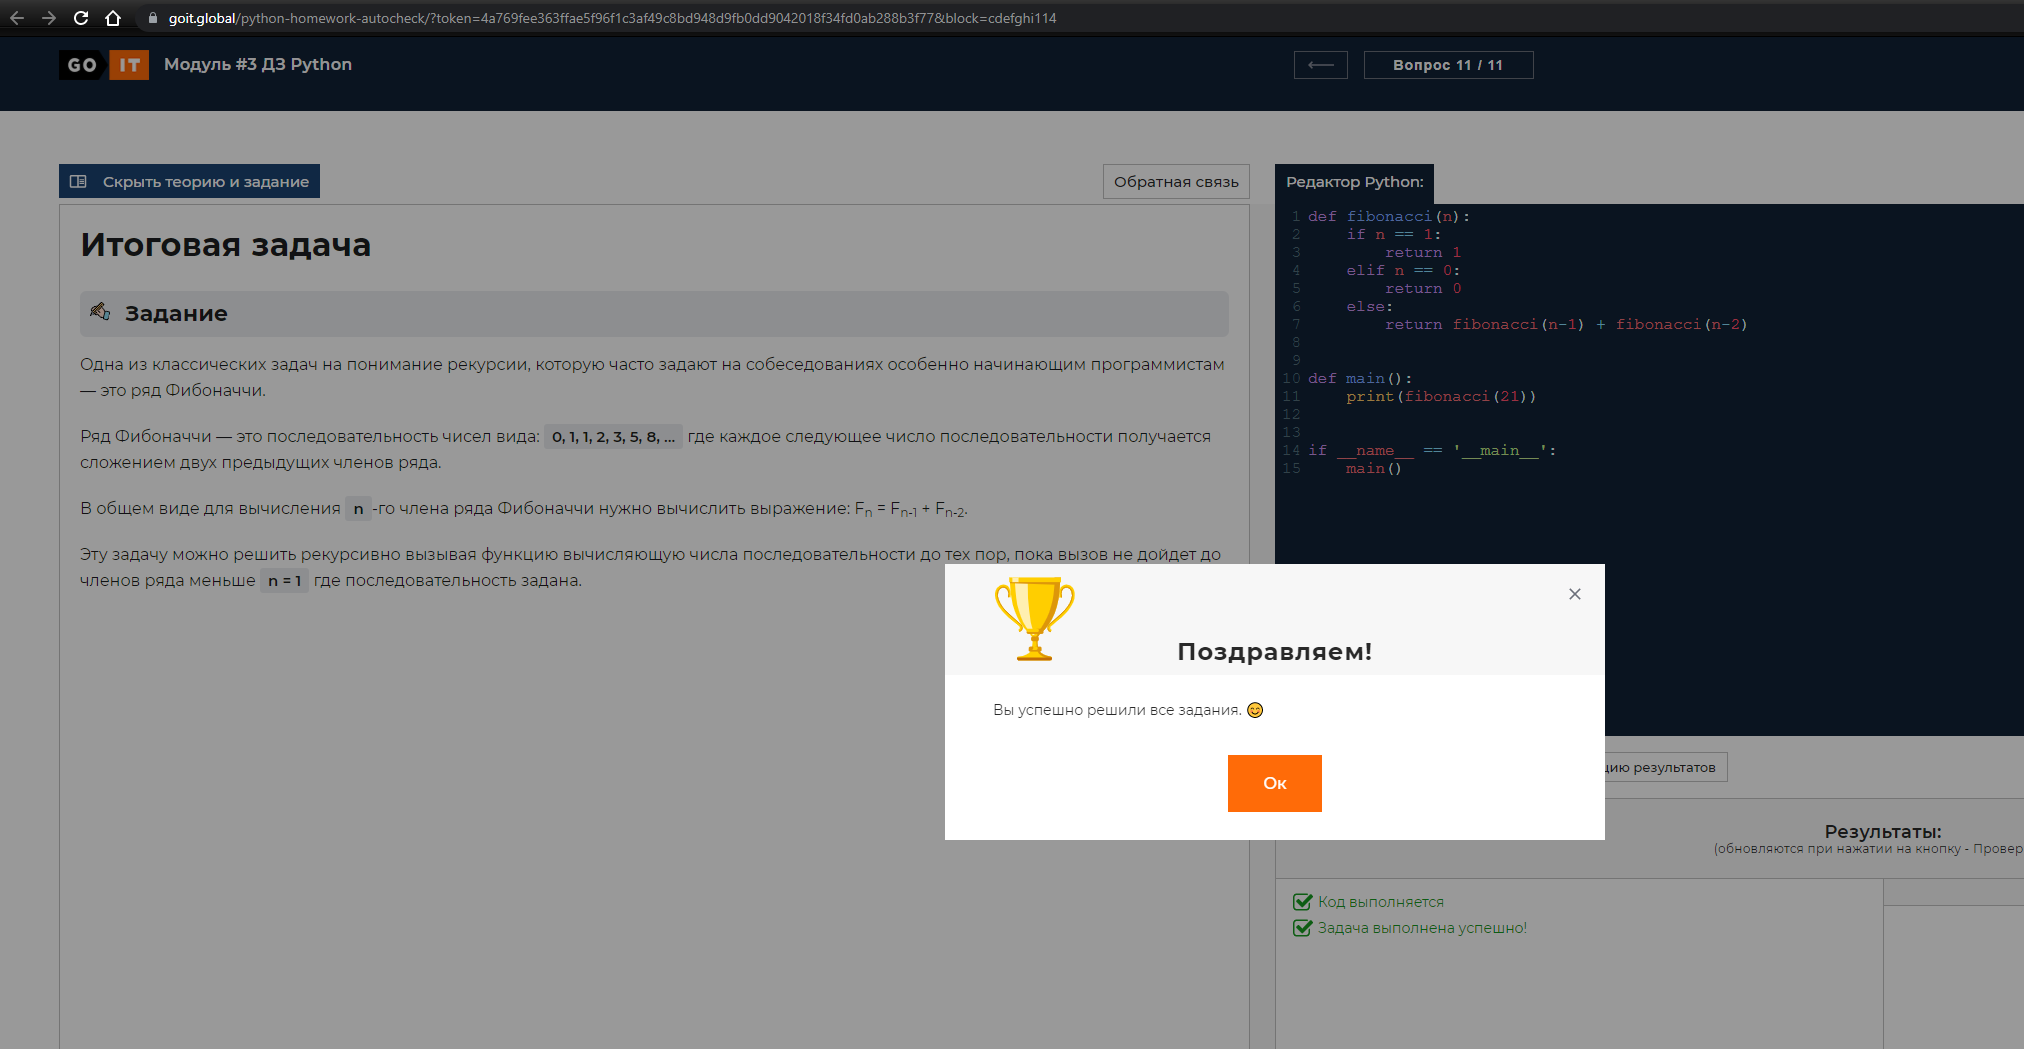 goit.global/python-homework-autocheck/?token=4a769fee363ffae5f96f1c3af49c8bd948d9fb0dd9042018f34fd0ab288b3f77&block=cdefghi114
GO IT Модуль #3 ДЗ Python
Вопрос 11 / 11
Скрыть теорию и задание
Обратная связь
Итоговая задача
Задание
Одна из классических задач на понимание рекурсии, которую часто задают на собеседованиях особенно начинающим программистам
— это ряд Фибоначчи.
Ряд Фибоначчи — это последовательность чисел вида: 0, 1, 1, 2, 3, 5, 8, ... где каждое следующее число последовательности получается
сложением двух предыдущих членов ряда.
В общем виде для вычисления n -го члена ряда Фибоначчи нужно вычислить выражение: Fn = Fn-1 + Fn-2.
Эту задачу можно решить рекурсивно вызывая функцию вычисляющую числа последовательности до тех пор, пока вызов не дойдет до
членов ряда меньше n = 1 где последовательность задана.
Редактор Python:
1 def fibonacci(n):
2     if n == 1:
3         return 1
4     elif n == 0:
5         return 0
6     else:
7         return fibonacci(n-1) + fibonacci(n-2)
8
9
10 def main():
11     print(fibonacci(21))
12
13
14 if __name__ == '__main__':
15     main()
Поздравляем!
Вы успешно решили все задания. 😊
Ок
цию результатов
Результаты:
(обновляются при нажатии на кнопку - Провер
Код выполняется
Задача выполнена успешно!